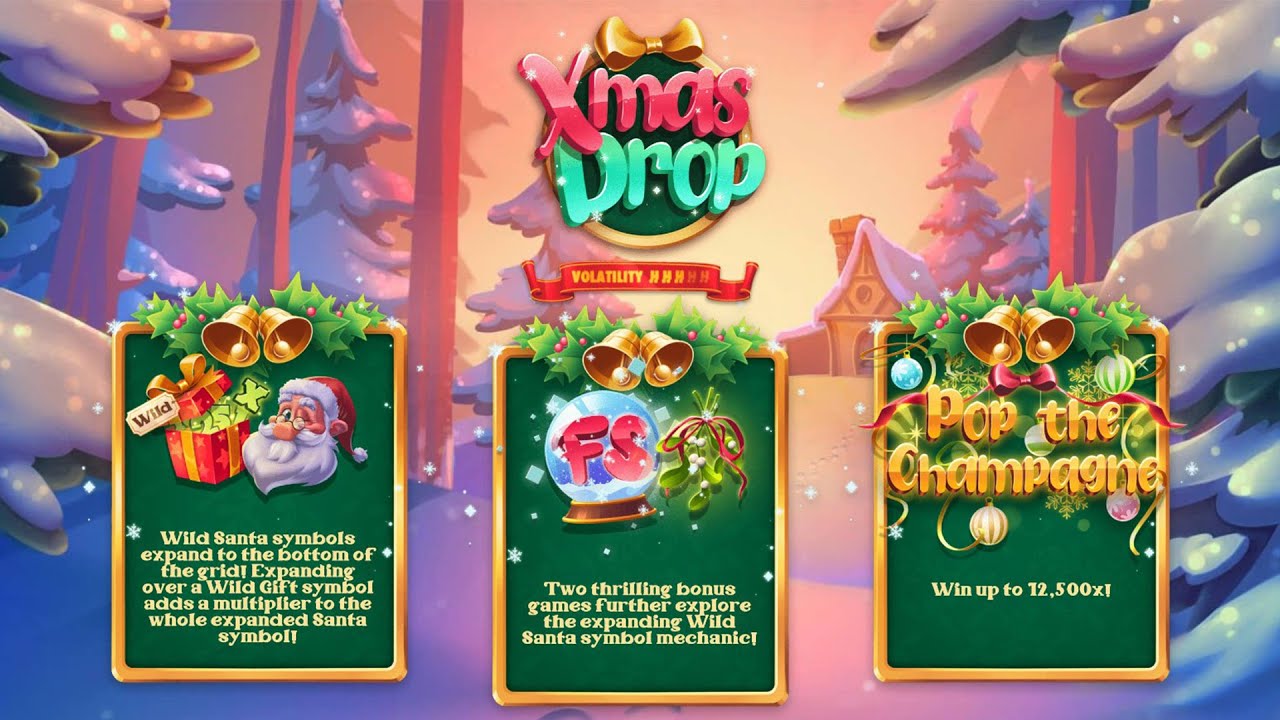 Xmas
Drop
VOLATILITY
Wild
Wild Santa symbols
expand to the bottom of
the grid! Expanding
over a Wild Gift symbol
adds a multiplier to the
whole expanded Santa
symbol!
FS
Two thrilling bonus
games further explore
the expanding Wild
Santa symbol mechanic!
Pop the
Champagne
Win up to 12,500x!